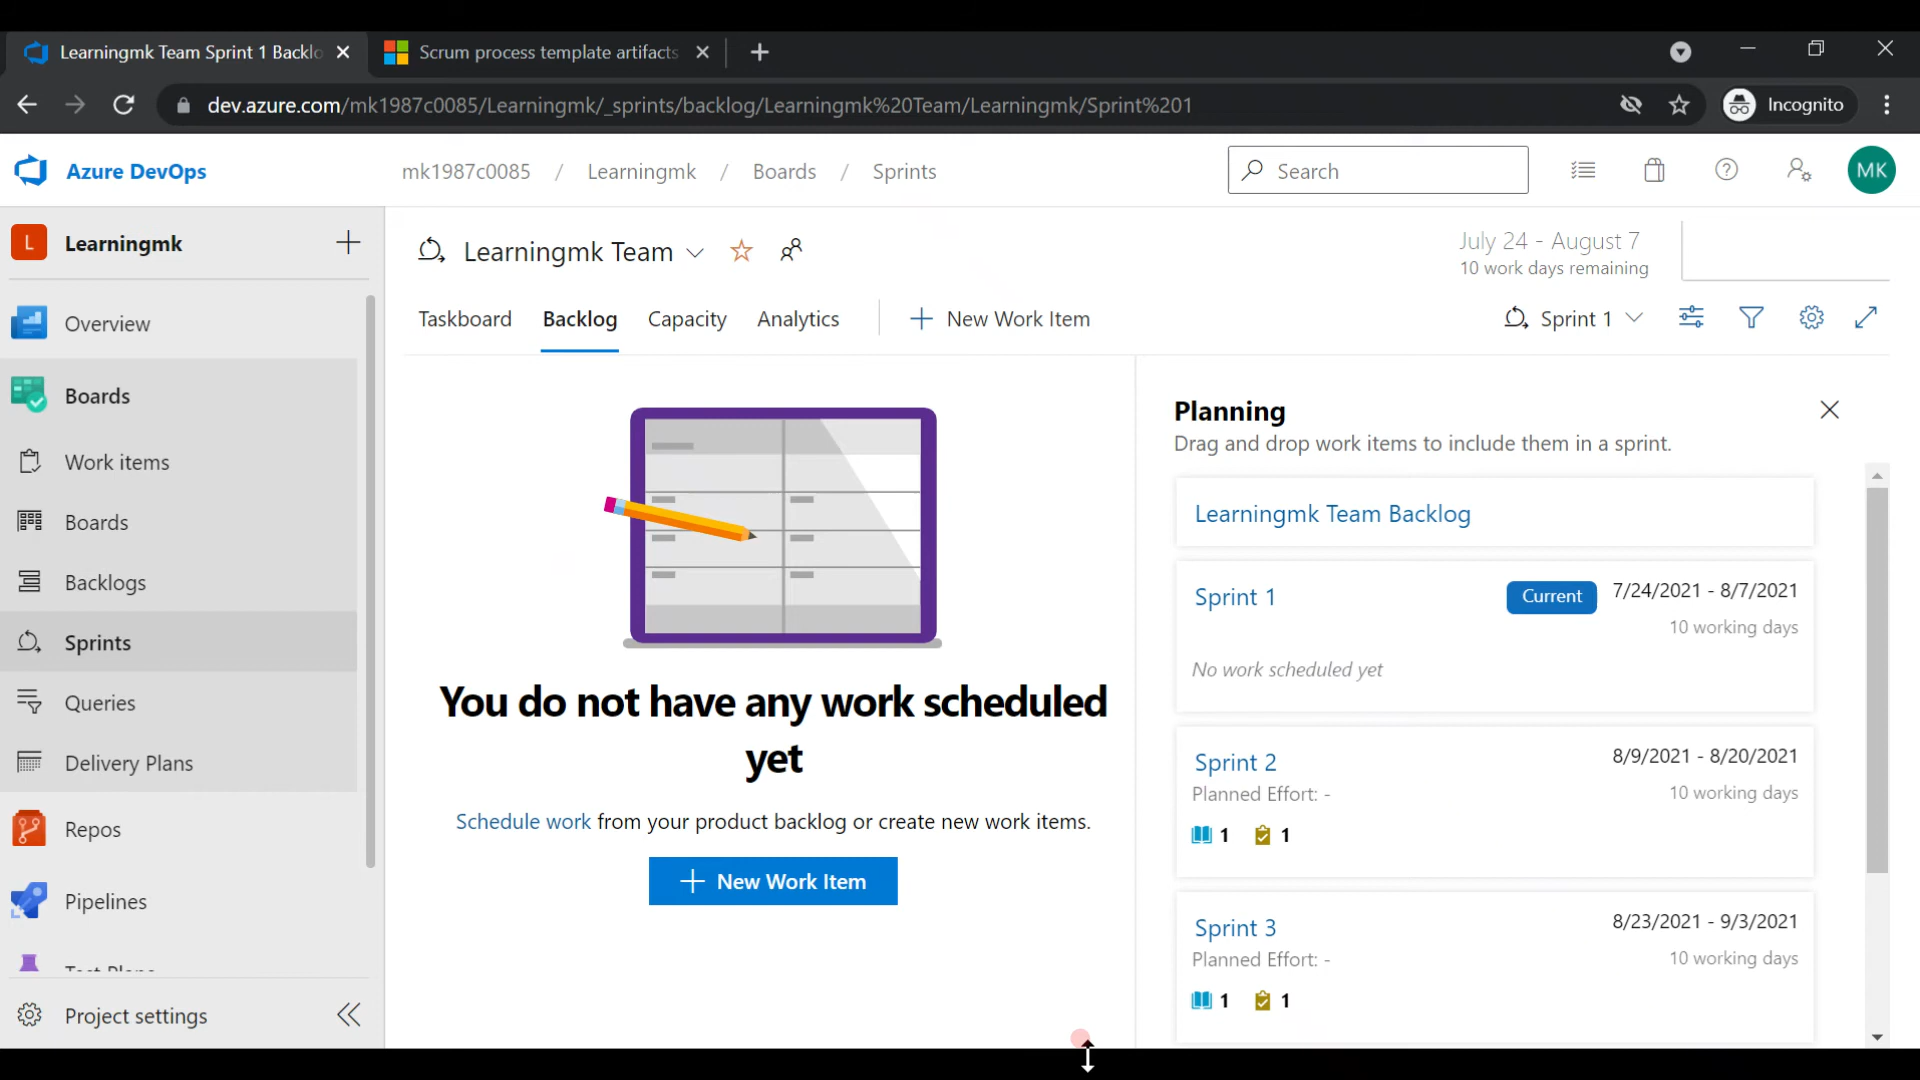 Learningmk Team Sprint 1 Backlo
Scrum process template artifacts
dev.azure.com/mk1987c0085/Learningmk/_sprints/backlog/Learningmk%20Team/Learningmk/Sprint%201
Incognito
Azure DevOps
mk1987c0085 / Learningmk / Boards / Sprints
Search
MK
L
Learningmk
Learningmk Team
July 24 - August 7
10 work days remaining
Overview
Taskboard
Backlog
Capacity
Analytics
New Work Item
Sprint 1
Boards
Work items
Boards
Backlogs
Sprints
Queries
Delivery Plans
Repos
Pipelines
Test Plans
Project settings
You do not have any work scheduled
yet
Schedule work from your product backlog or create new work items.
New Work Item
Planning
Drag and drop work items to include them in a sprint.
Learningmk Team Backlog
Sprint 1
Current
7/24/2021 - 8/7/2021
10 working days
No work scheduled yet
Sprint 2
8/9/2021 - 8/20/2021
Planned Effort: -
10 working days
1 1
Sprint 3
8/23/2021 - 9/3/2021
Planned Effort: -
10 working days
1 1